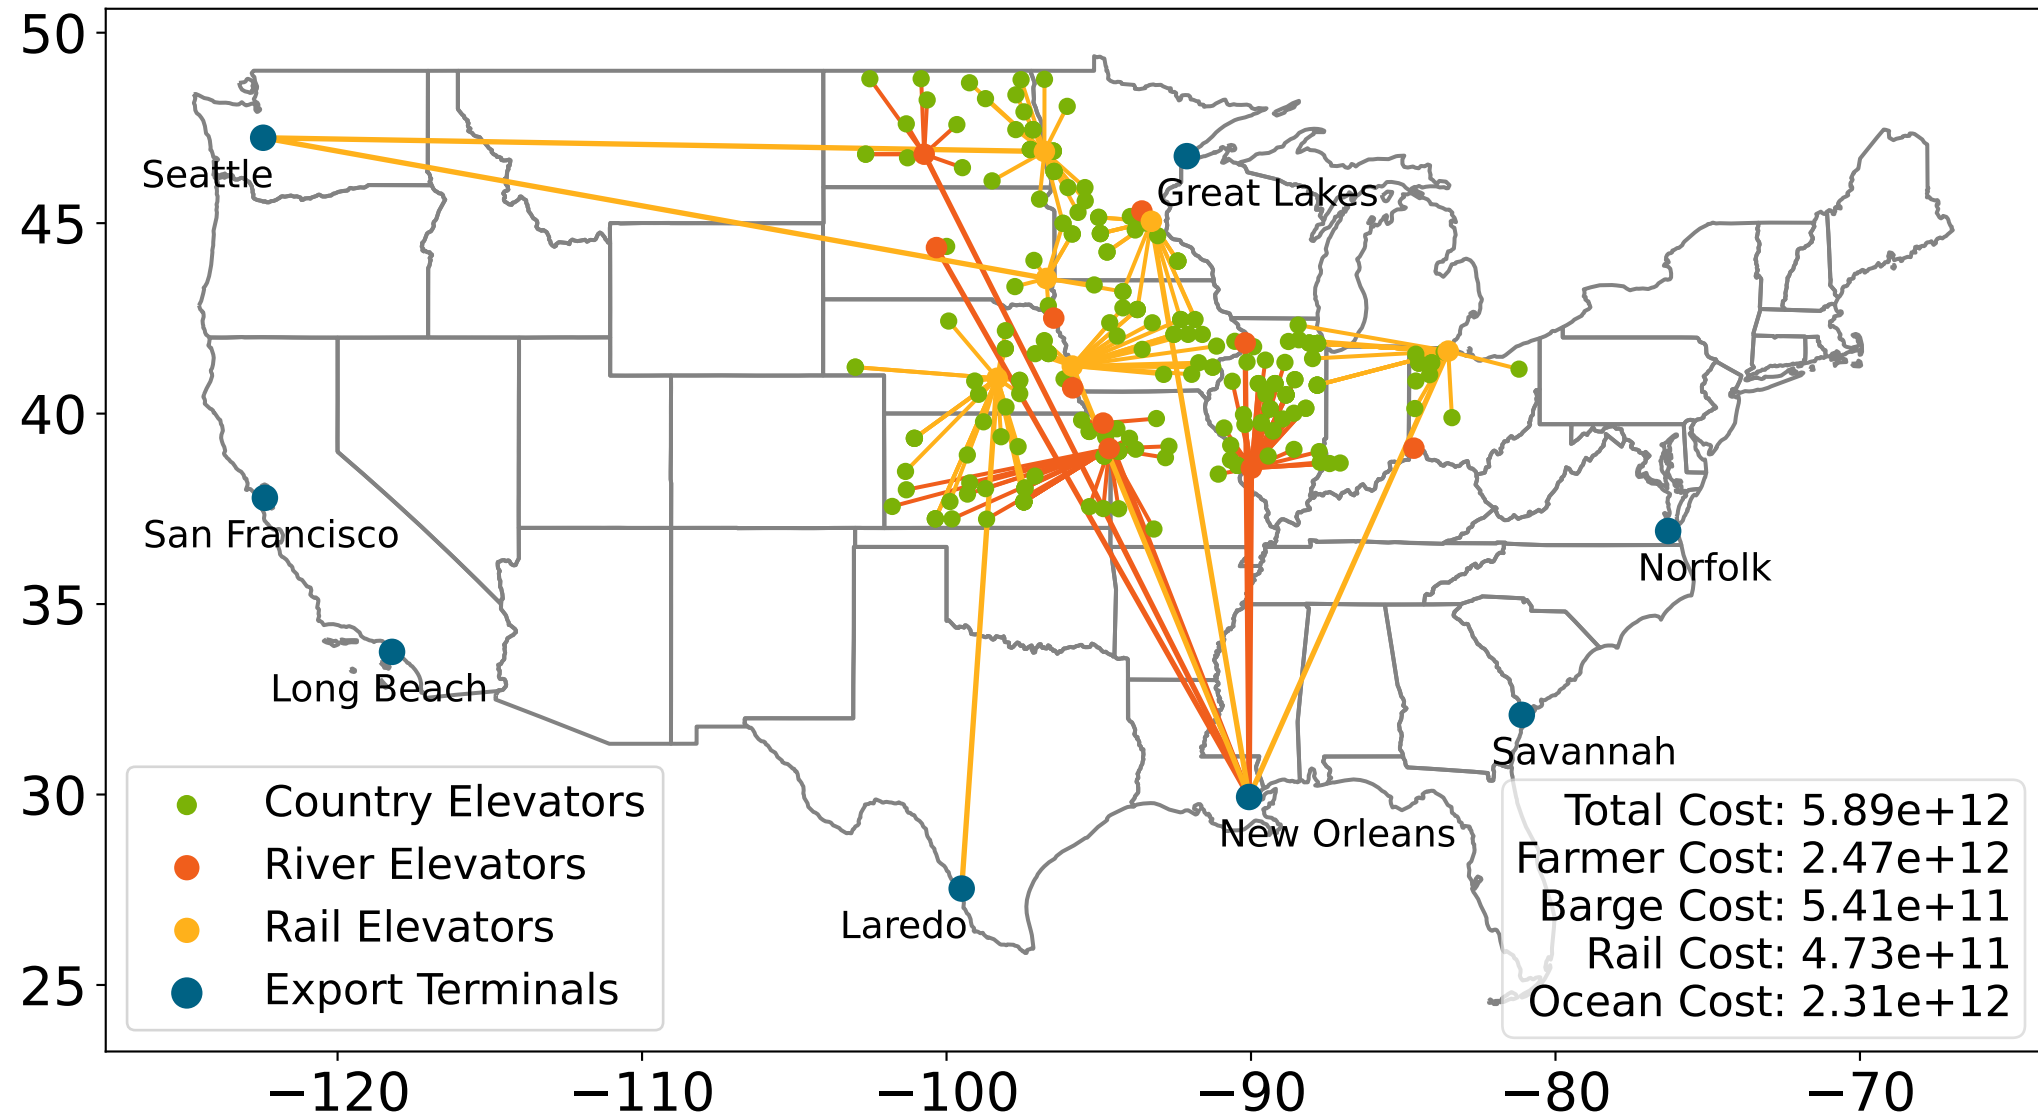 50
45
40
35
30
25
Seattle
Great Lakes
San Francisco
Norfolk
Long Beach
Savannah
New Orleans
Laredo
Country Elevators
River Elevators
Rail Elevators
Export Terminals
Total Cost: 5.89e+12
Farmer Cost: 2.47e+12
Barge Cost: 5.41e+11
Rail Cost: 4.73e+11
Ocean Cost: 2.31e+12
−120 −110 −100 −90 −80 −70